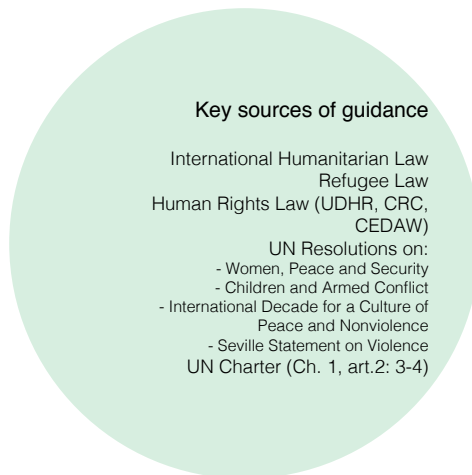 Key sources of guidance
International Humanitarian Law
Refugee Law
Human Rights Law (UDHR, CRC,
CEDAW)
UN Resolutions on:
- Women, Peace and Security
- Children and Armed Conflict
- International Decade for a Culture of
Peace and Nonviolence
- Seville Statement on Violence
UN Charter (Ch. 1, art.2: 3-4)